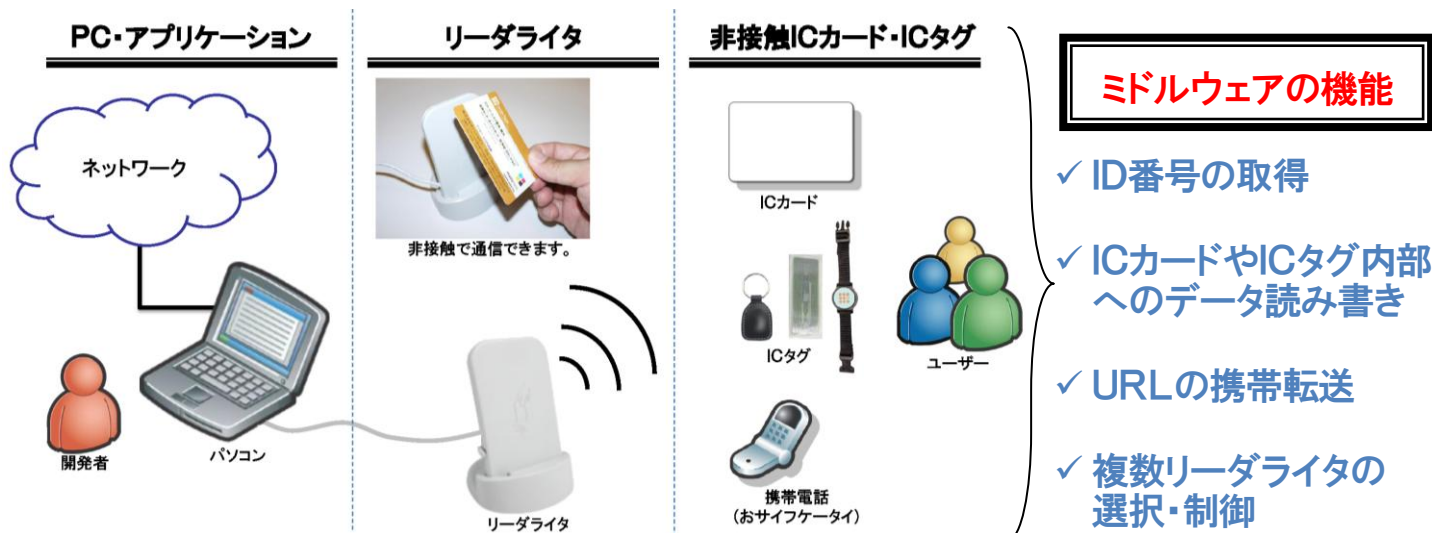 PC・アプリケーション
リーダライタ
非接触ICカード・ICタグ
ミドルウェアの機能
ネットワーク
開発者
パソコン
非接触で通信できます。
リーダライタ
ICカード
ICタグ
ユーザー
携帯電話
(おサイフケータイ)
✓ ID番号の取得
✓ ICカードやICタグ内部
へのデータ読み書き
✓ URLの携帯転送
✓ 複数リーダライタの
選択・制御